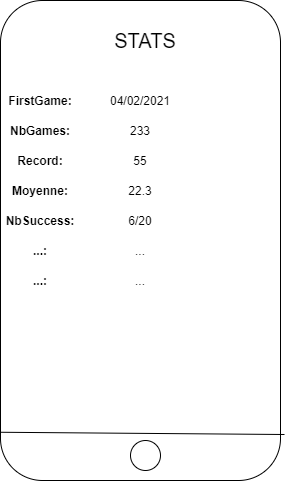 STATS
FirstGame: 04/02/2021
NbGames: 233
Record: 55
Moyenne: 22.3
NbSuccess: 6/20
...: ...
...: ...